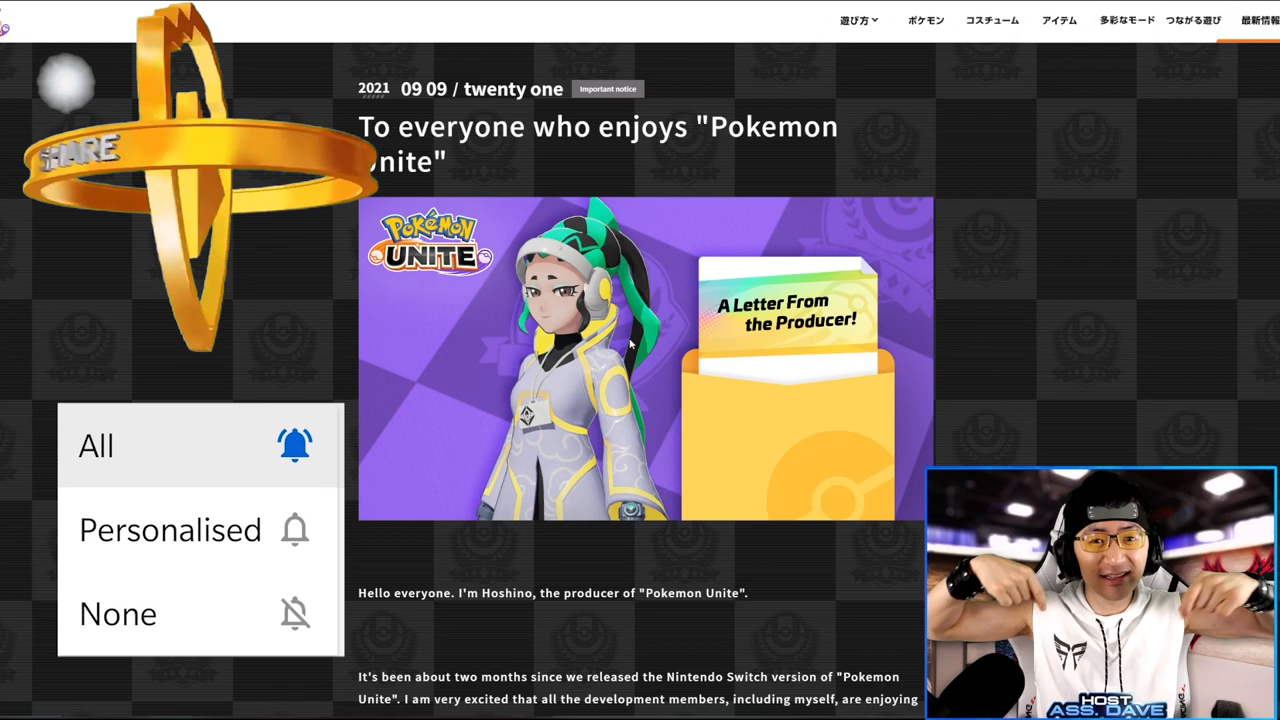 遊び方
ポケモン
コスチューム
アイテム
多彩なモード
つながる遊び
最新情報
SHARE
2021 09 09 / twenty one
Important notice
To everyone who enjoys "Pokemon
Unite"
POKéMON
UNITE
A Letter From
the Producer!
All
Personalised
None
Hello everyone. I'm Hoshino, the producer of "Pokemon Unite".
It's been about two months since we released the Nintendo Switch version of "Pokemon
Unite". I am very excited that all the development members, including myself, are enjoying
HOST
ASS. DAVE